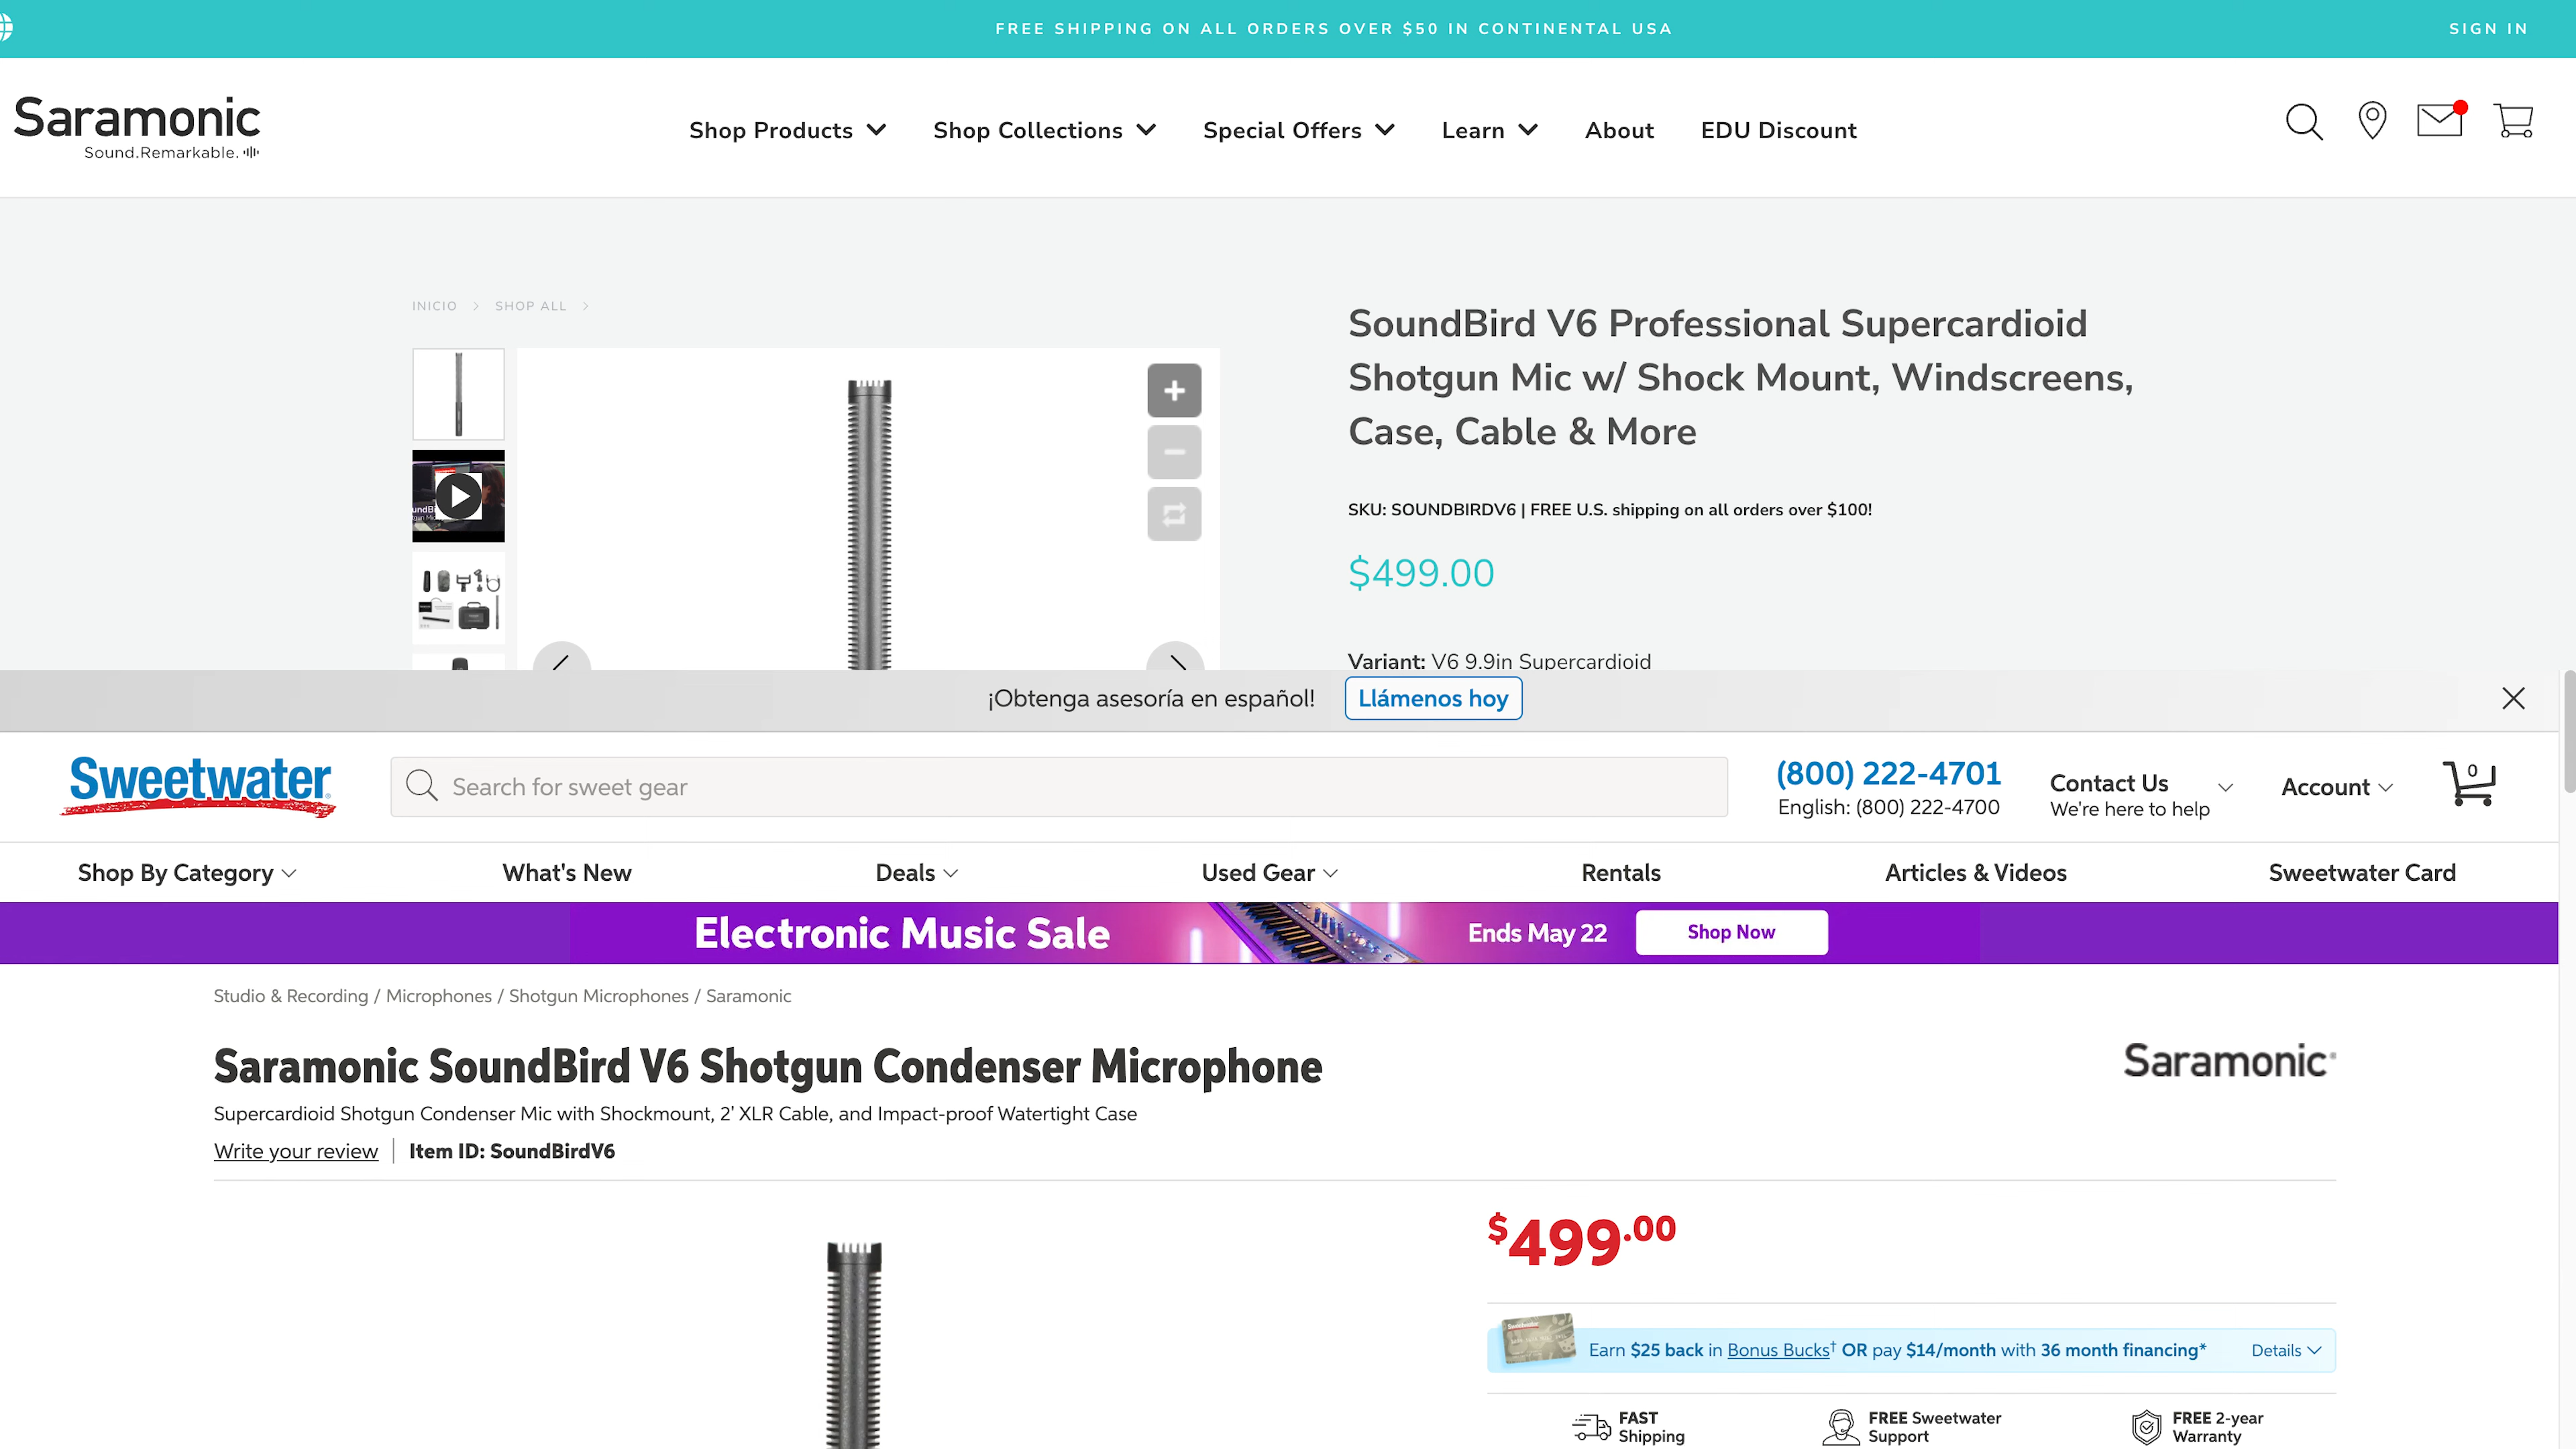 FREE SHIPPING ON ALL ORDERS OVER $50 IN CONTINENTAL USA
SIGN IN
Saramonic
Sound.Remarkable.
Shop Products
Shop Collections
Special Offers
Learn
About
EDU Discount
INICIO > SHOP ALL >
SoundBird V6 Professional Supercardioid
Shotgun Mic w/ Shock Mount, Windscreens,
Case, Cable & More
SKU: SOUNDBIRDV6 | FREE U.S. shipping on all orders over $100!
$499.00
Variant: V6 9.9in Supercardioid
¡Obtenga asesoría en español!
Llámenos hoy
Sweetwater
Search for sweet gear
(800) 222-4701
English: (800) 222-4700
Contact Us
We're here to help
Account
0
Shop By Category
What's New
Deals
Used Gear
Rentals
Articles & Videos
Sweetwater Card
Electronic Music Sale
Ends May 22
Shop Now
Studio & Recording / Microphones / Shotgun Microphones / Saramonic
Saramonic SoundBird V6 Shotgun Condenser Microphone
Saramonic
Supercardioid Shotgun Condenser Mic with Shockmount, 2' XLR Cable, and Impact-proof Watertight Case
Write your review
Item ID: SoundBirdV6
$499.00
Sweetwater
Earn $25 back in Bonus Bucks† OR pay $14/month with 36 month financing*
Details
FAST
Shipping
FREE Sweetwater
Support
FREE 2-year
Warranty